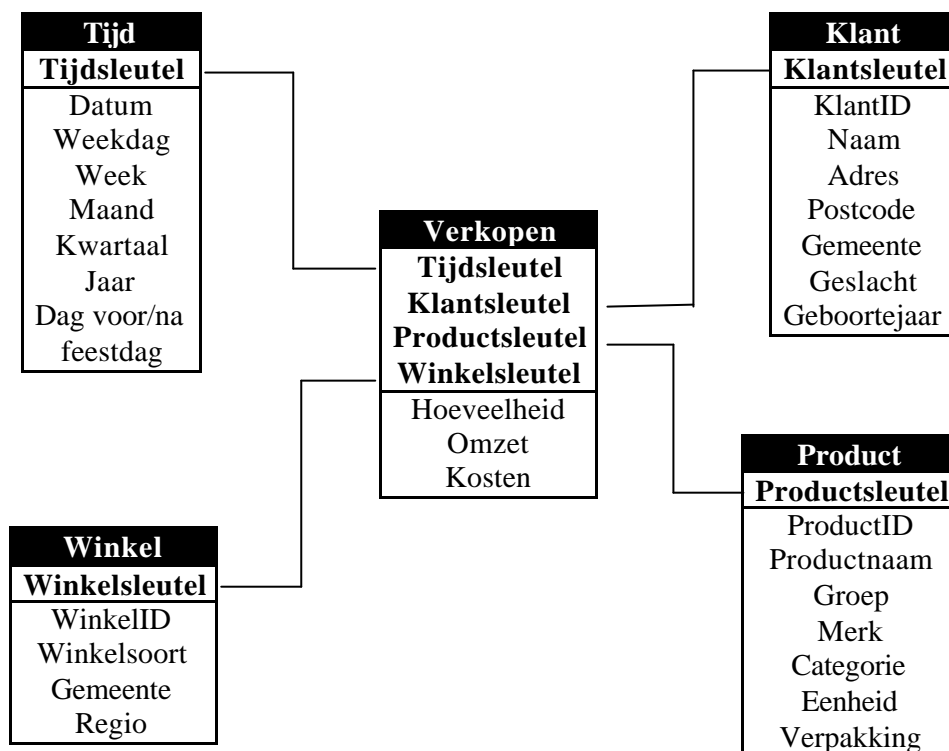 Tijd
Tijdsleutel
Datum
Weekdag
Week
Maand
Kwartaal
Jaar
Dag voor/na
feestdag
Klant
Klantsleutel
KlantID
Naam
Adres
Postcode
Gemeente
Geslacht
Geboortejaar
Verkopen
Tijdsleutel
Klantsleutel
Productsleutel
Winkelsleutel
Hoeveelheid
Omzet
Kosten
Winkel
Winkelsleutel
WinkelID
Winkelsoort
Gemeente
Regio
Product
Productsleutel
ProductID
Productnaam
Groep
Merk
Categorie
Eenheid
Verpakking